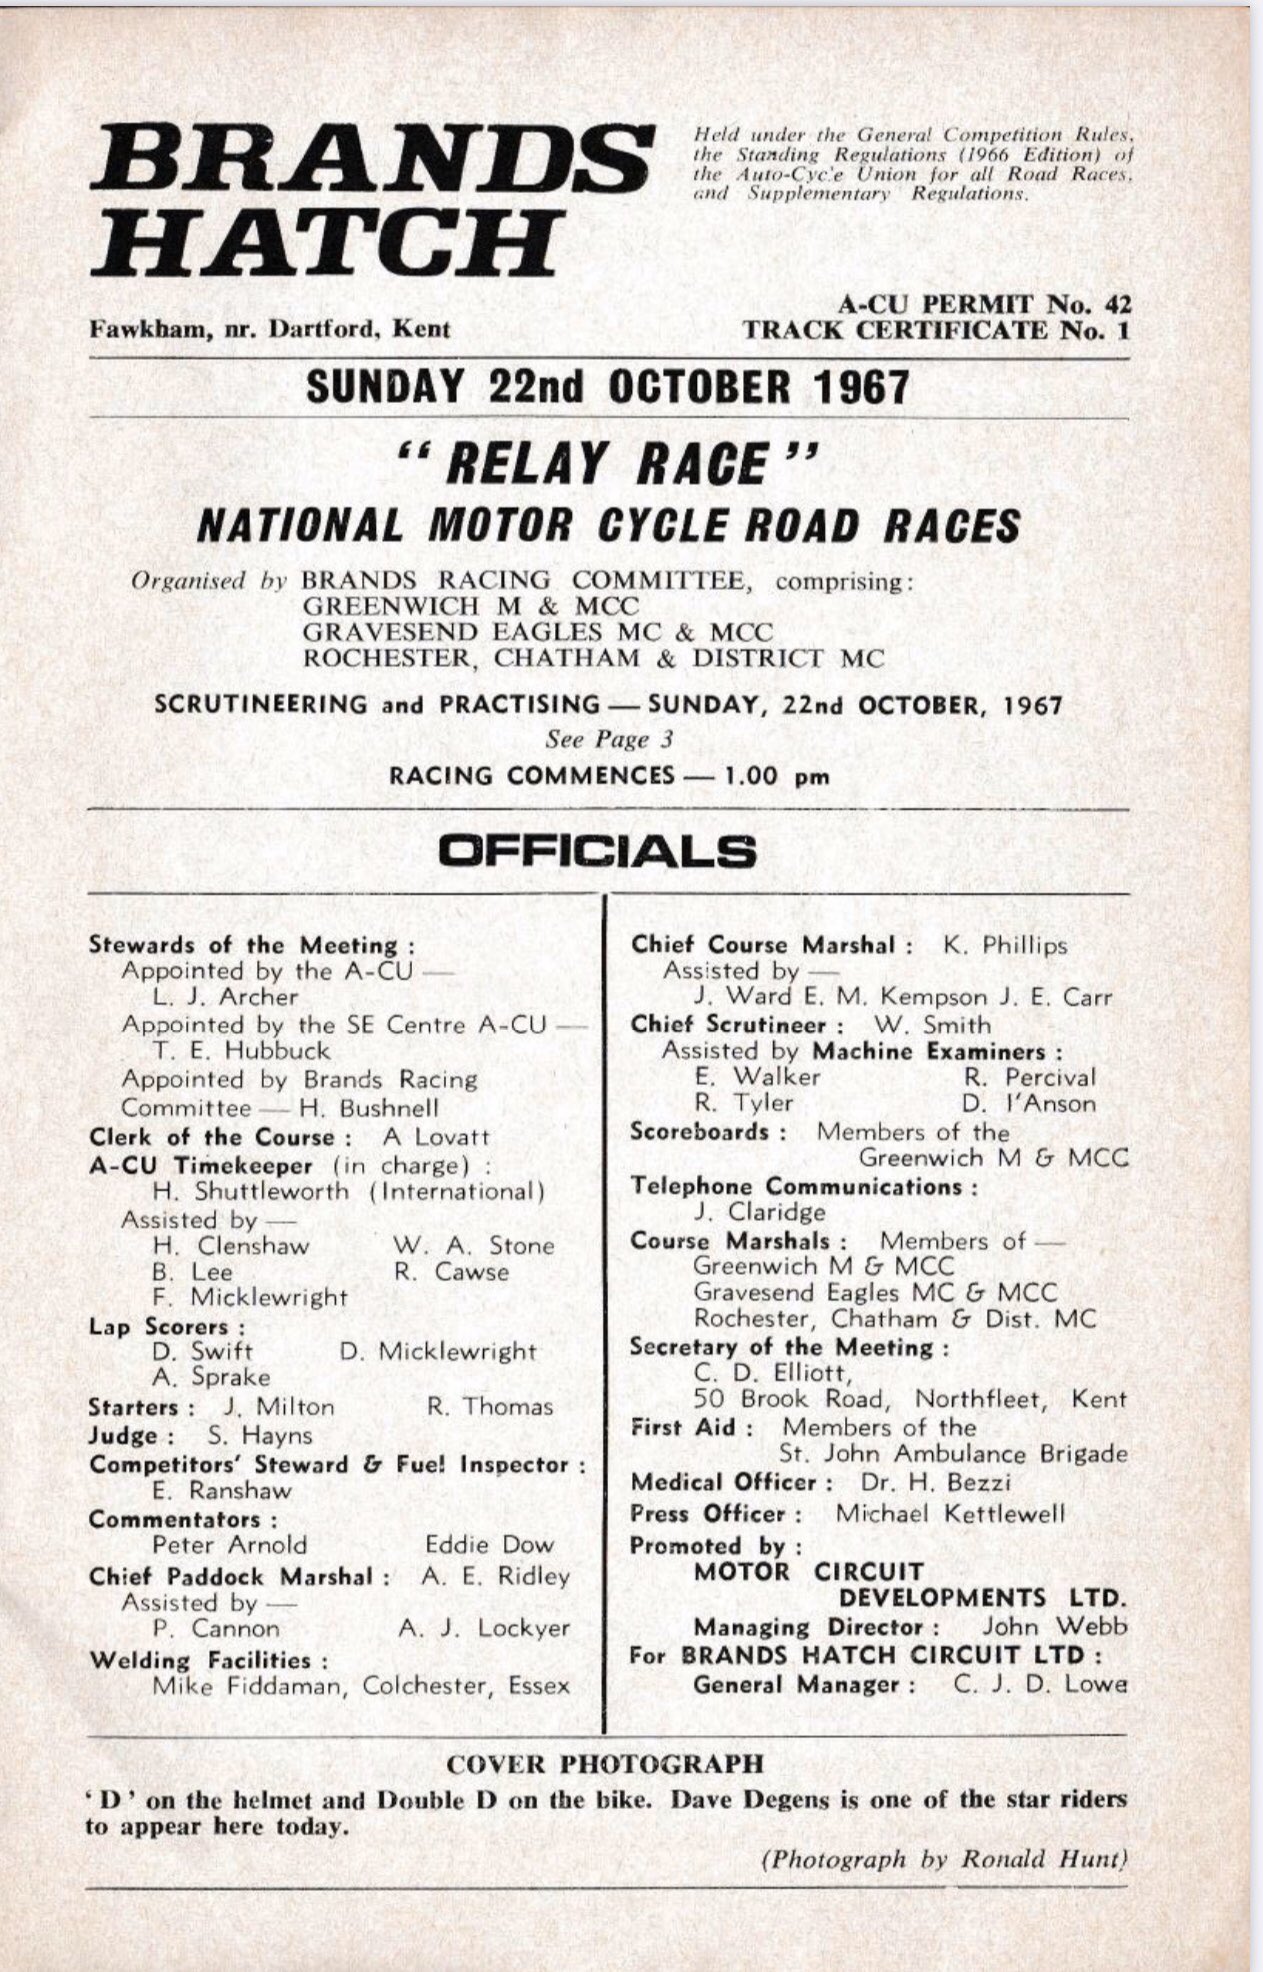 BRANDS
HATCH
Held under the General Competition Rules,
the Standing Regulations (1966 Edition) of
the Auto-Cycle Union for all Road Races,
and Supplementary Regulations.
Fawkham, nr. Dartford, Kent
A-CU PERMIT No. 42
TRACK CERTIFICATE No. 1
SUNDAY 22nd OCTOBER 1967
“ RELAY RACE ”
NATIONAL MOTOR CYCLE ROAD RACES
Organised by BRANDS RACING COMMITTEE, comprising:
GREENWICH M & MCC
GRAVESEND EAGLES MC & MCC
ROCHESTER, CHATHAM & DISTRICT MC
SCRUTINEERING and PRACTISING — SUNDAY, 22nd OCTOBER, 1967
See Page 3
RACING COMMENCES — 1.00 pm
OFFICIALS
Stewards of the Meeting :
Appointed by the A-CU —
L. J. Archer
Appointed by the SE Centre A-CU —
T. E. Hubbuck
Appointed by Brands Racing
Committee — H. Bushnell
Clerk of the Course : A Lovatt
A-CU Timekeeper (in charge) :
H. Shuttleworth (International)
Assisted by —
H. Clenshaw W. A. Stone
B. Lee R. Cawse
F. Micklewright
Lap Scorers :
D. Swift D. Micklewright
A. Sprake
Starters : J. Milton R. Thomas
Judge : S. Hayns
Competitors' Steward & Fuel Inspector :
E. Ranshaw
Commentators :
Peter Arnold Eddie Dow
Chief Paddock Marshal : A. E. Ridley
Assisted by —
P. Cannon A. J. Lockyer
Welding Facilities :
Mike Fiddaman, Colchester, Essex
Chief Course Marshal : K. Phillips
Assisted by —
J. Ward E. M. Kempson J. E. Carr
Chief Scrutineer : W. Smith
Assisted by Machine Examiners :
E. Walker R. Percival
R. Tyler D. I'Anson
Scoreboards : Members of the
Greenwich M & MCC
Telephone Communications :
J. Claridge
Course Marshals : Members of —
Greenwich M & MCC
Gravesend Eagles MC & MCC
Rochester, Chatham & Dist. MC
Secretary of the Meeting :
C. D. Elliott,
50 Brook Road, Northfleet, Kent
First Aid : Members of the
St. John Ambulance Brigade
Medical Officer : Dr. H. Bezzi
Press Officer : Michael Kettlewell
Promoted by :
MOTOR CIRCUIT
DEVELOPMENTS LTD.
Managing Director : John Webb
For BRANDS HATCH CIRCUIT LTD :
General Manager : C. J. D. Lowe
COVER PHOTOGRAPH
‘ D ’ on the helmet and Double D on the bike. Dave Degens is one of the star riders
to appear here today.
(Photograph by Ronald Hunt)